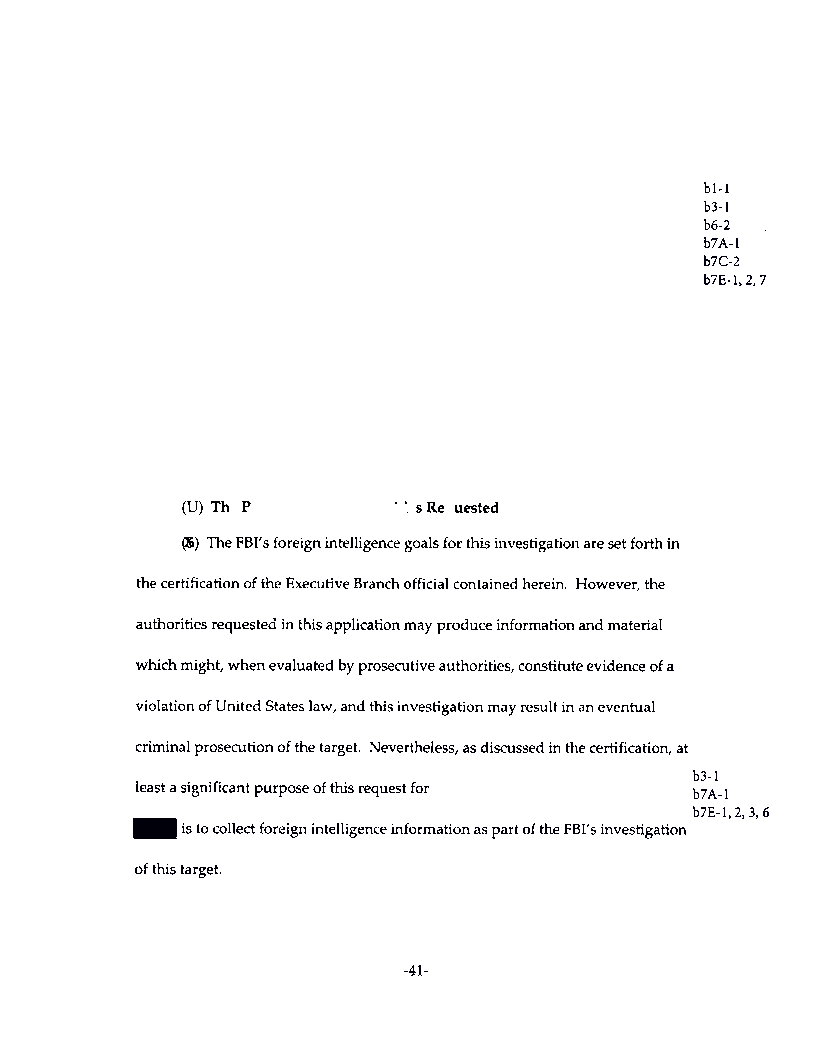 b1-1
b3-1
b6-2
b7A-1
b7C-2
b7E-1, 2, 7
(U) Th P s Re uested
The FBI's foreign intelligence goals for this investigation are set forth in
the certification of the Executive Branch official contained herein. However, the
authorities requested in this application may produce information and material
which might, when evaluated by prosecutive authorities, constitute evidence of a
violation of United States law, and this investigation may result in an eventual
criminal prosecution of the target. Nevertheless, as discussed in the certification, at
least a significant purpose of this request for
b3-1
b7A-1
b7E-1, 2, 3, 6
is to collect foreign intelligence information as part of the FBI's investigation
of this target.
-41-